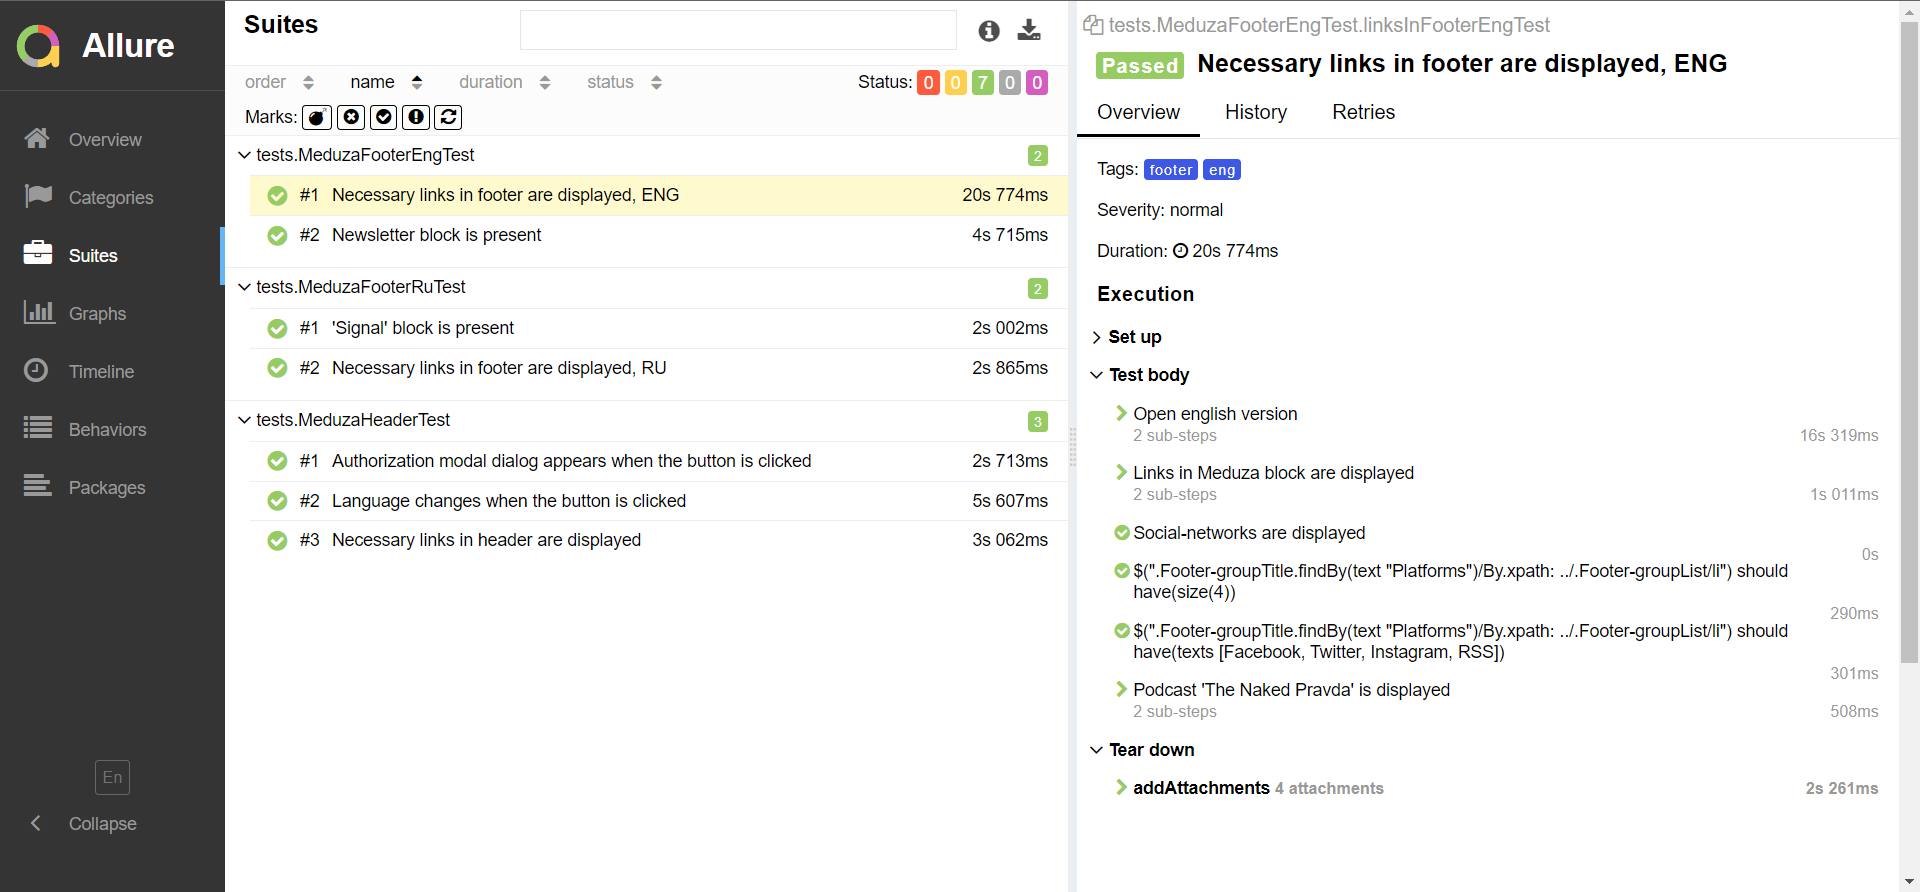 Allure
Overview
Categories
Suites
Graphs
Timeline
Behaviors
Packages
En
Collapse
Suites
order name duration status Status: 0 0 7 0 0
Marks:
tests.MeduzaFooterEngTest 2
#1 Necessary links in footer are displayed, ENG 20s 774ms
#2 Newsletter block is present 4s 715ms
tests.MeduzaFooterRuTest 2
#1 'Signal' block is present 2s 002ms
#2 Necessary links in footer are displayed, RU 2s 865ms
tests.MeduzaHeaderTest 3
#1 Authorization modal dialog appears when the button is clicked 2s 713ms
#2 Language changes when the button is clicked 5s 607ms
#3 Necessary links in header are displayed 3s 062ms
tests.MeduzaFooterEngTest.linksInFooterEngTest
Passed Necessary links in footer are displayed, ENG
Overview History Retries
Tags: footer eng
Severity: normal
Duration: 20s 774ms
Execution
Set up
Test body
Open english version
2 sub-steps 16s 319ms
Links in Meduza block are displayed
2 sub-steps 1s 011ms
Social-networks are displayed
0s
$(".Footer-groupTitle.findBy(text "Platforms")/By.xpath: ../.Footer-groupList/li") should
have(size(4))
290ms
$(".Footer-groupTitle.findBy(text "Platforms")/By.xpath: ../.Footer-groupList/li") should
have(texts [Facebook, Twitter, Instagram, RSS])
301ms
Podcast 'The Naked Pravda' is displayed
2 sub-steps 508ms
Tear down
addAttachments 4 attachments 2s 261ms